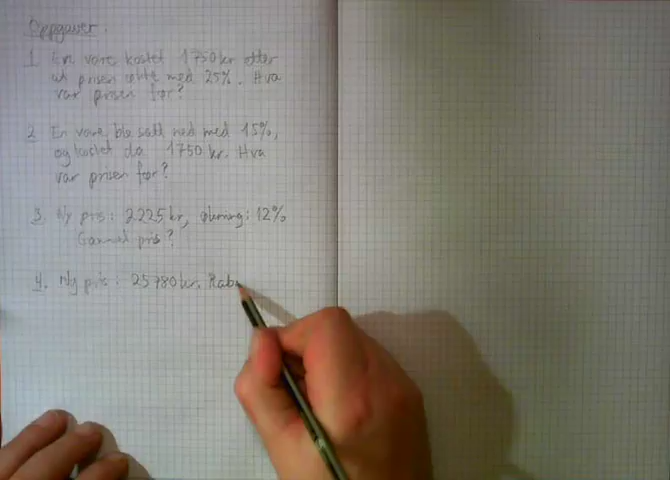 Oppgaver:
1 En vare kostet 1750 kr etter
at prisen økte med 25%. Hva
var prisen før?
2 En vare ble satt ned med 15%,
og kostet da 1750 kr. Hva
var prisen før?
3. Ny pris: 2225 kr, økning: 12%
Gammel pris?
4. Ny pris: 25780 kr. Raba